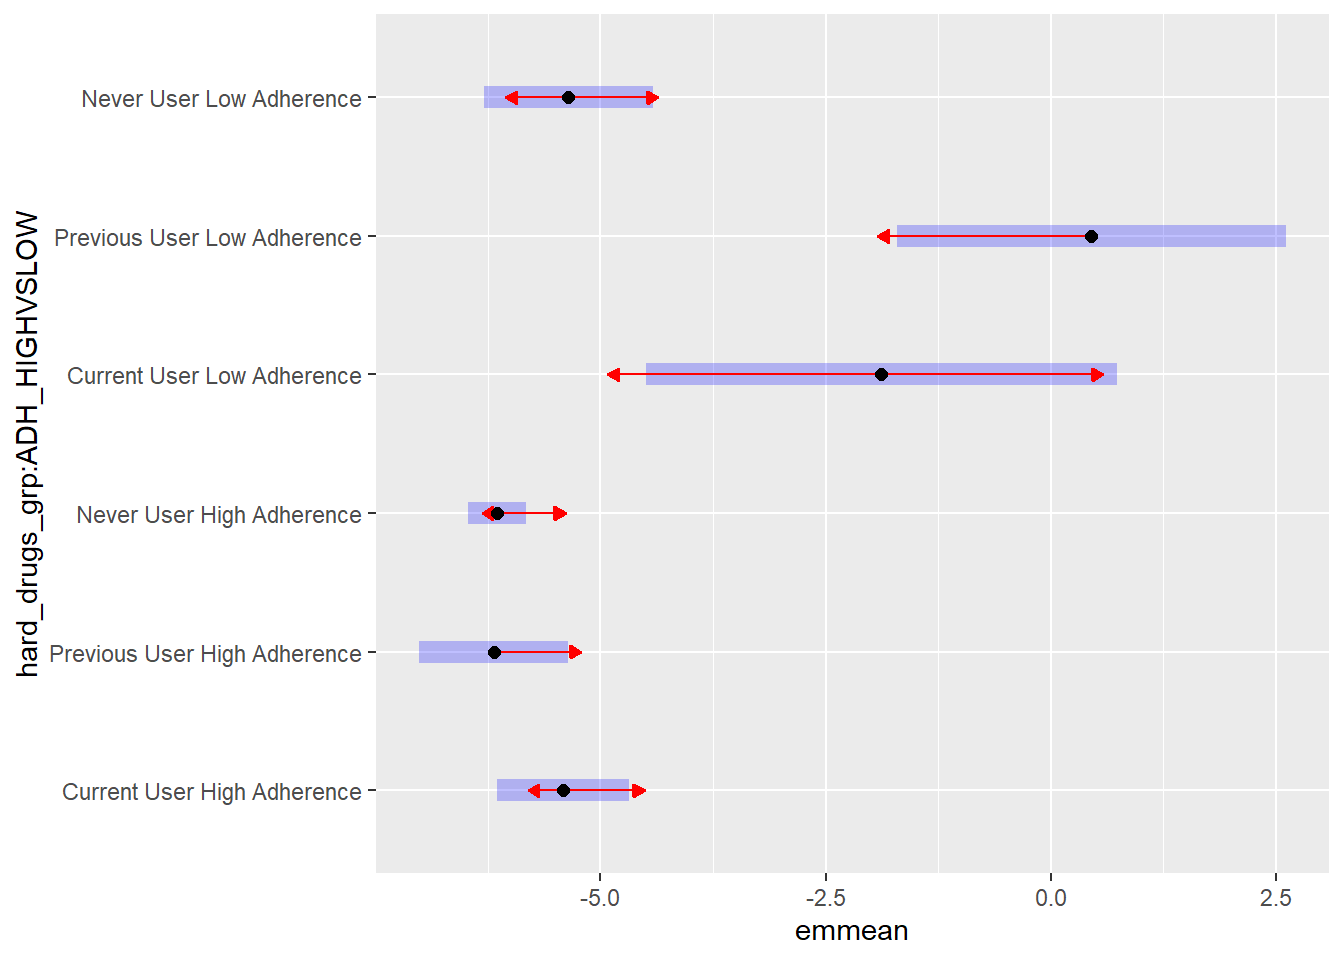 hard_drugs_grp:ADH_HIGHVSLOW
Never User Low Adherence
Previous User Low Adherence
Current User Low Adherence
Never User High Adherence
Previous User High Adherence
Current User High Adherence
-5.0
-2.5
0.0
2.5
emmean